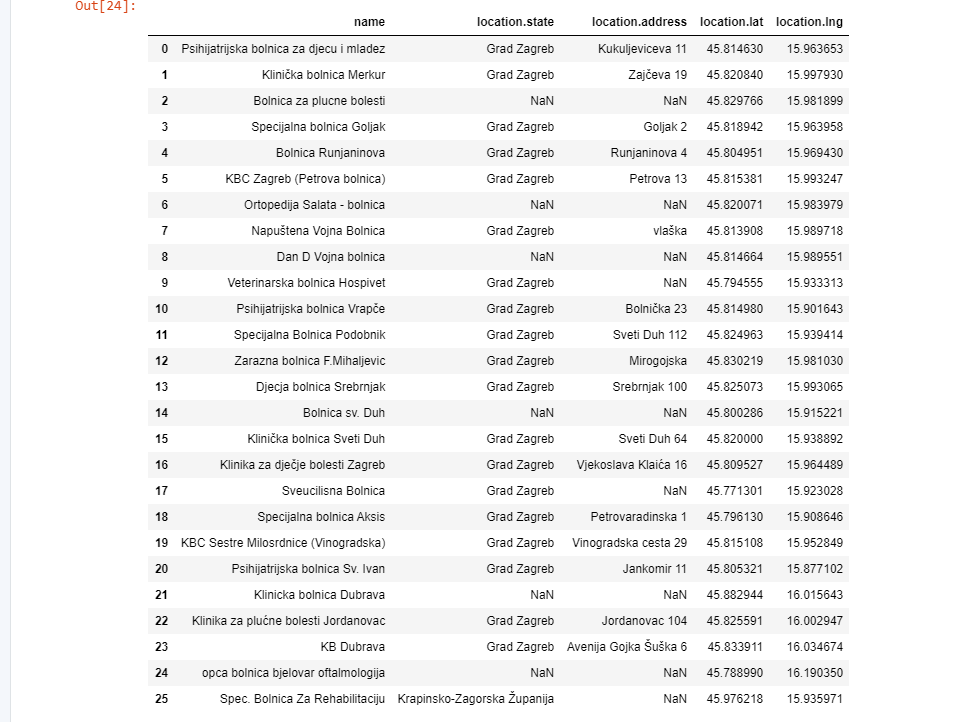 Out[24]:
name location.state location.address location.lat location.lng
0 Psihijatrijska bolnica za djecu i mladez Grad Zagreb Kukuljeviceva 11 45.814630 15.963653
1 Klinička bolnica Merkur Grad Zagreb Zajčeva 19 45.820840 15.997930
2 Bolnica za plucne bolesti NaN NaN 45.829766 15.981899
3 Specijalna bolnica Goljak Grad Zagreb Goljak 2 45.818942 15.963958
4 Bolnica Runjaninova Grad Zagreb Runjaninova 4 45.804951 15.969430
5 KBC Zagreb (Petrova bolnica) Grad Zagreb Petrova 13 45.815381 15.993247
6 Ortopedija Salata - bolnica NaN NaN 45.820071 15.983979
7 Napuštena Vojna Bolnica Grad Zagreb vlaška 45.813908 15.989718
8 Dan D Vojna bolnica NaN NaN 45.814664 15.989551
9 Veterinarska bolnica Hospivet Grad Zagreb NaN 45.794555 15.933313
10 Psihijatrijska bolnica Vrapče Grad Zagreb Bolnička 23 45.814980 15.901643
11 Specijalna Bolnica Podobnik Grad Zagreb Sveti Duh 112 45.824963 15.939414
12 Zarazna bolnica F.Mihaljevic Grad Zagreb Mirogojska 45.830219 15.981030
13 Djecja bolnica Srebrnjak Grad Zagreb Srebrnjak 100 45.825073 15.993065
14 Bolnica sv. Duh NaN NaN 45.800286 15.915221
15 Klinička bolnica Sveti Duh Grad Zagreb Sveti Duh 64 45.820000 15.938892
16 Klinika za dječje bolesti Zagreb Grad Zagreb Vjekoslava Klaića 16 45.809527 15.964489
17 Sveucilisna Bolnica Grad Zagreb NaN 45.771301 15.923028
18 Specijalna bolnica Aksis Grad Zagreb Petrovaradinska 1 45.796130 15.908646
19 KBC Sestre Milosrdnice (Vinogradska) Grad Zagreb Vinogradska cesta 29 45.815108 15.952849
20 Psihijatrijska bolnica Sv. Ivan Grad Zagreb Jankomir 11 45.805321 15.877102
21 Klinicka bolnica Dubrava NaN NaN 45.882944 16.015643
22 Klinika za plućne bolesti Jordanovac Grad Zagreb Jordanovac 104 45.825591 16.002947
23 KB Dubrava Grad Zagreb Avenija Gojka Šuška 6 45.833911 16.034674
24 opca bolnica bjelovar oftalmologija NaN NaN 45.788990 16.190350
25 Spec. Bolnica Za Rehabilitaciju Krapinsko-Zagorska Županija NaN 45.976218 15.935971